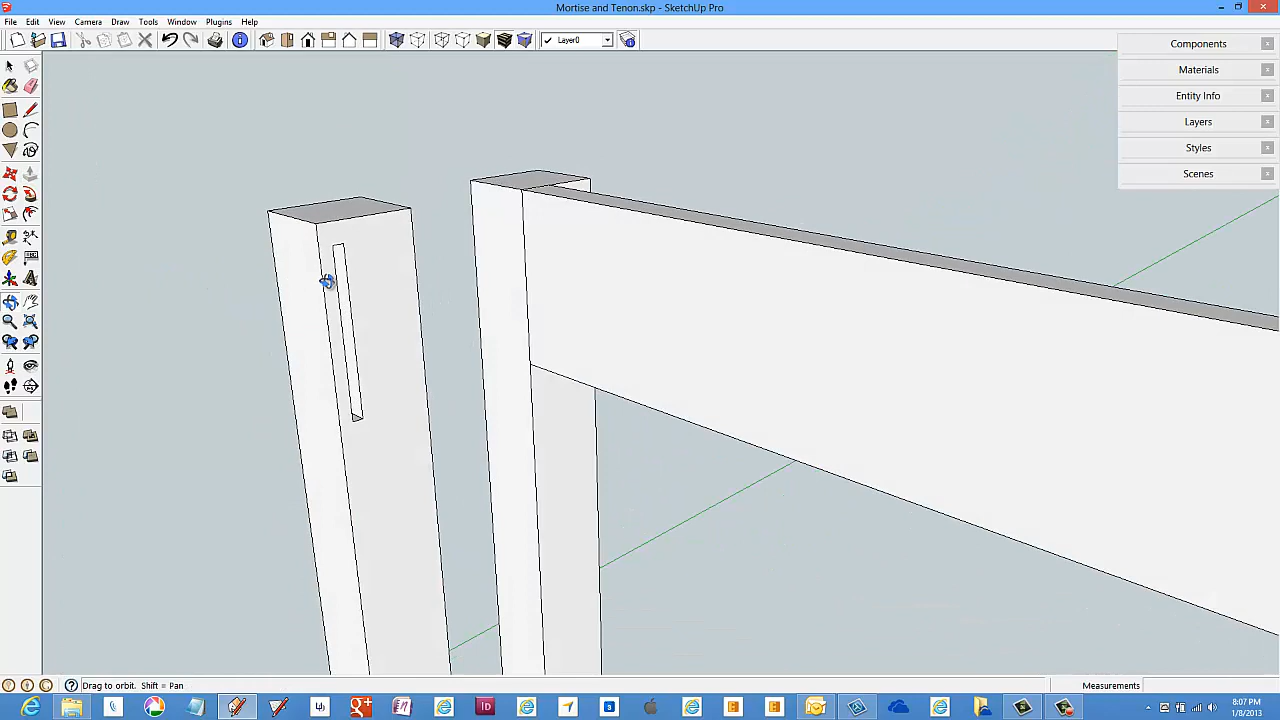 Mortise and Tenon.skp - SketchUp Pro
File Edit View Camera Draw Tools Window Plugins Help
Layer0
Components
Materials
Entity Info
Layers
Styles
Scenes
Drag to orbit. Shift = Pan
Measurements
8:07 PM
1/8/2013